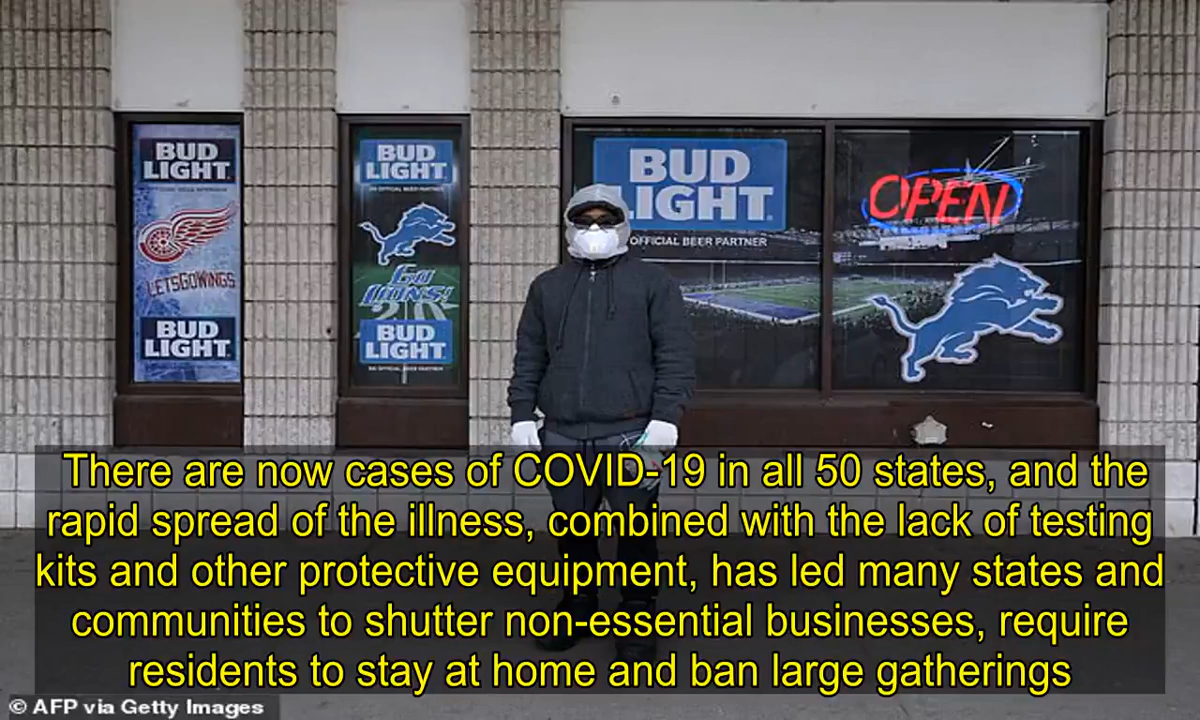 BUD
LIGHT
LETSGOWINGS
BUD
LIGHT
BUD
LIGHT
Go
LIONS!
BUD
LIGHT
BUD
LIGHT
OFFICIAL BEER PARTNER
OPEN
There are now cases of COVID-19 in all 50 states, and the
rapid spread of the illness, combined with the lack of testing
kits and other protective equipment, has led many states and
communities to shutter non-essential businesses, require
residents to stay at home and ban large gatherings
© AFP via Getty Images